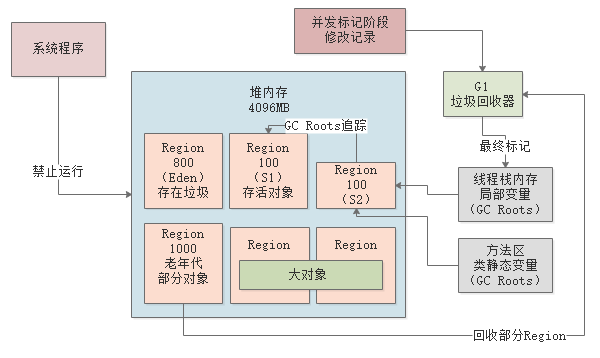 系统程序
并发标记阶段
修改记录
G1
垃圾回收器
堆内存
4096MB
GC Roots追踪
最终标记
禁止运行
Region
800
（Eden）
存在垃圾
Region
100
（S1）
存活对象
Region
100
（S2）
线程栈内存
局部变量
（GC Roots）
Region
1000
老年代
部分对象
Region
Region
大对象
方法区
类静态变量
（GC Roots）
回收部分Region